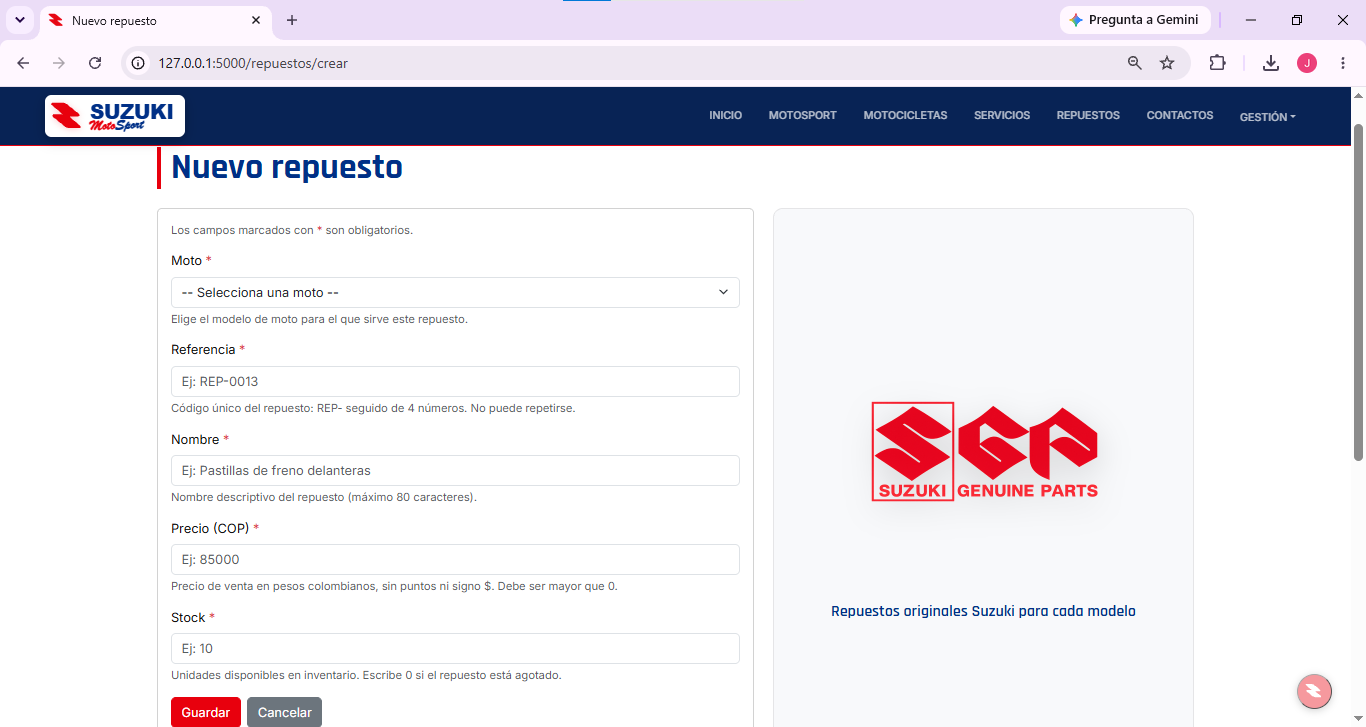 Nuevo repuesto
Pregunta a Gemini
127.0.0.1:5000/repuestos/crear
J
SUZUKI
MotoSport
INICIO
MOTOSPORT
MOTOCICLETAS
SERVICIOS
REPUESTOS
CONTACTOS
GESTIÓN
Nuevo repuesto
Los campos marcados con * son obligatorios.
Moto *
-- Selecciona una moto --
Elige el modelo de moto para el que sirve este repuesto.
Referencia *
Ej: REP-0013
Código único del repuesto: REP- seguido de 4 números. No puede repetirse.
Nombre *
Ej: Pastillas de freno delanteras
Nombre descriptivo del repuesto (máximo 80 caracteres).
Precio (COP) *
Ej: 85000
Precio de venta en pesos colombianos, sin puntos ni signo $. Debe ser mayor que 0.
Stock *
Ej: 10
Unidades disponibles en inventario. Escribe 0 si el repuesto está agotado.
Guardar
Cancelar
SGP
SUZUKI GENUINE PARTS
Repuestos originales Suzuki para cada modelo